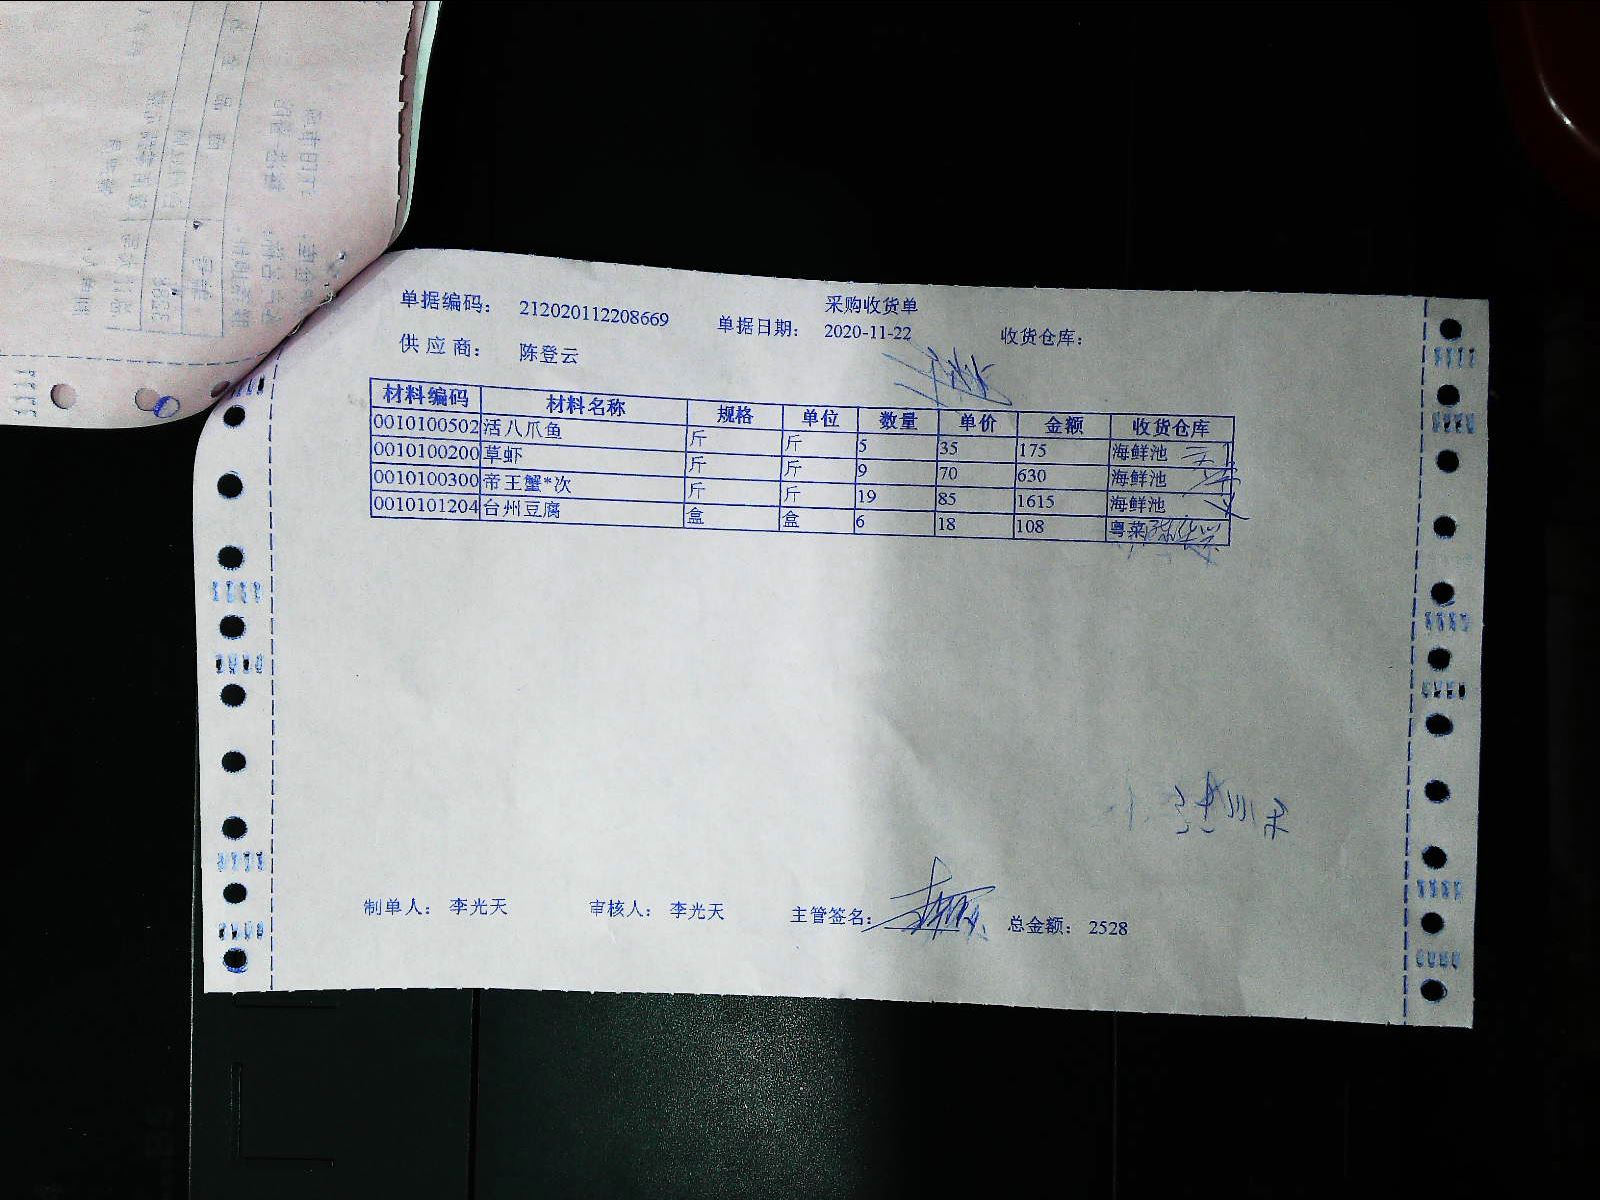 采购收货单
单据编码: 212020112208669 单据日期: 2020-11-22 收货仓库:
供应商: 陈登云
材料编码 材料名称 规格 单位 数量 单价 金额 收货仓库
0010100502 活八爪鱼 斤 斤 5 35 175 海鲜池
0010100200 草虾 斤 斤 9 70 630 海鲜池
0010100300 帝王蟹*次 斤 斤 19 85 1615 海鲜池
0010101204 台州豆腐 盒 盒 6 18 108 粤菜
制单人: 李光天 审核人: 李光天 主管签名: 总金额: 2528